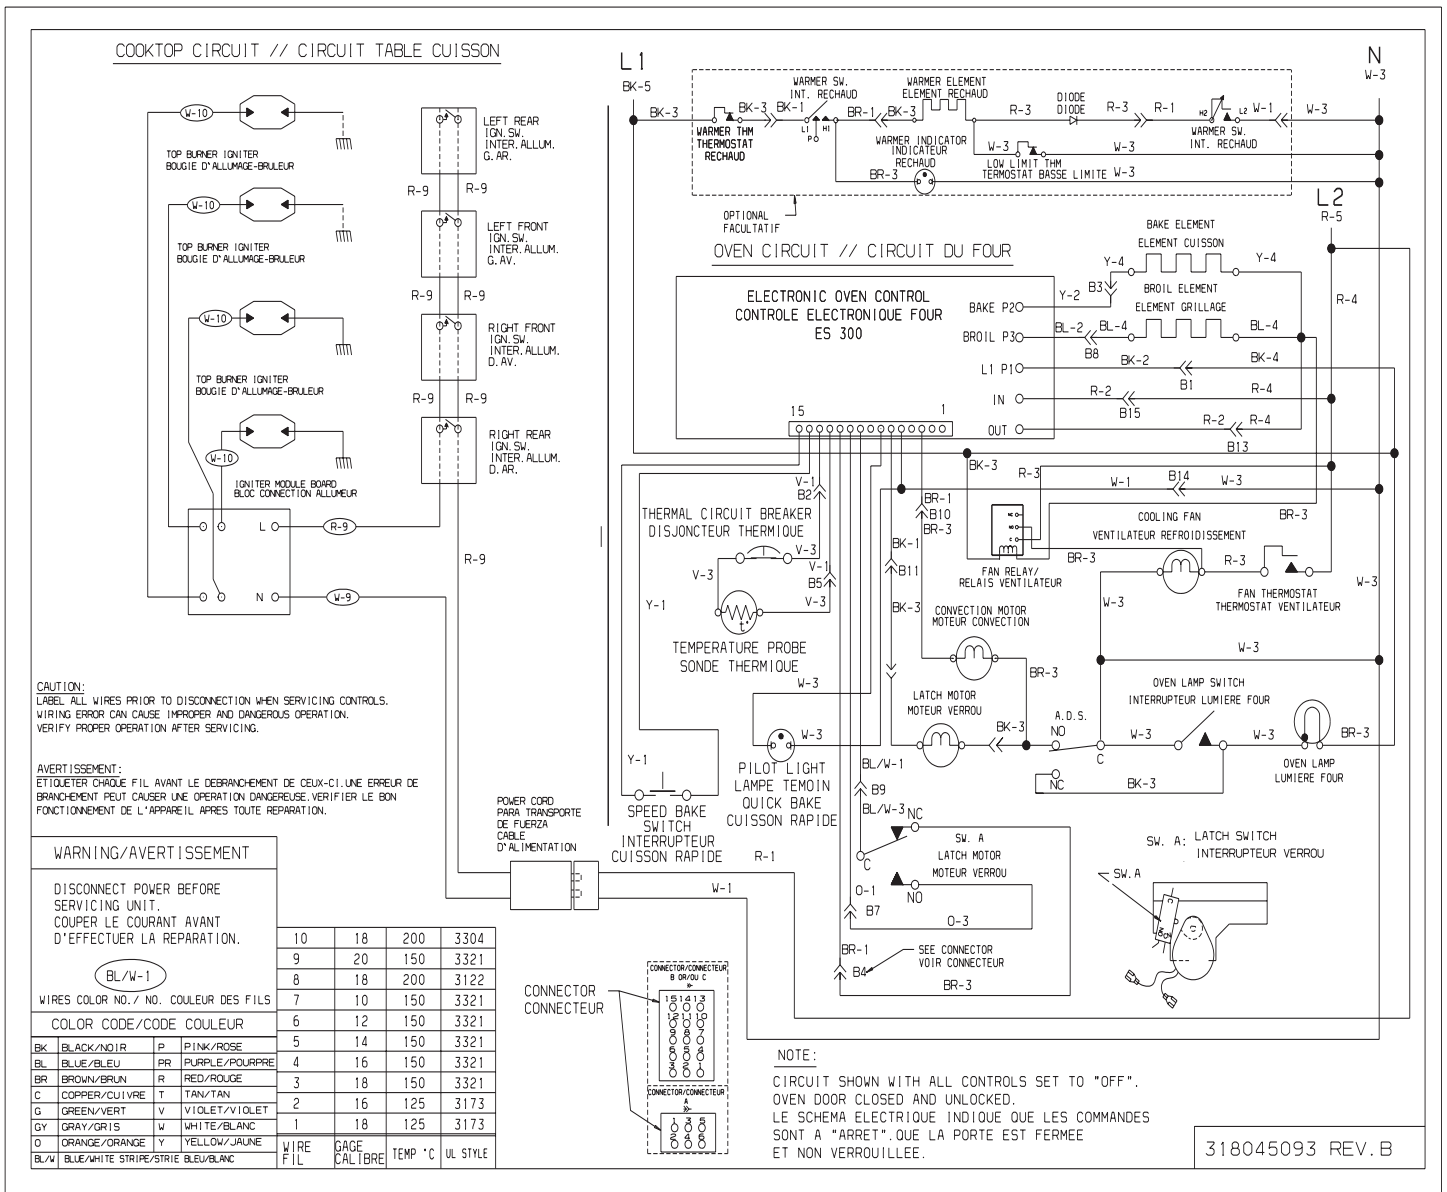 COOKTOP CIRCUIT // CIRCUIT TABLE CUISSON
W-10
TOP BURNER IGNITER
BOUGIE D'ALLUMAGE-BRULEUR
W-10
TOP BURNER IGNITER
BOUGIE D'ALLUMAGE-BRULEUR
W-10
TOP BURNER IGNITER
BOUGIE D'ALLUMAGE-BRULEUR
W-10
IGNITER MODULE BOARD
BLOC CONNECTION ALLUMEUR
L
R-9
N
W-9
LEFT REAR
IGN.SW.
INTER.ALLUM.
G.AR.
R-9 R-9
LEFT FRONT
IGN.SW.
INTER.ALLUM.
G.AV.
R-9 R-9
RIGHT FRONT
IGN.SW.
INTER.ALLUM.
D.AV.
R-9 R-9
RIGHT REAR
IGN.SW.
INTER.ALLUM.
D.AR.
R-9
CAUTION:
LABEL ALL WIRES PRIOR TO DISCONNECTION WHEN SERVICING CONTROLS.
WIRING ERROR CAN CAUSE IMPROPER AND DANGEROUS OPERATION.
VERIFY PROPER OPERATION AFTER SERVICING.
AVERTISSEMENT:
ETIQUETER CHAQUE FIL AVANT LE DEBRANCHEMENT DE CEUX-CI.UNE ERREUR DE
BRANCHEMENT PEUT CAUSER UNE OPERATION DANGEREUSE.VERIFIER LE BON
FONCTIONNEMENT DE L'APPAREIL APRES TOUTE REPARATION.
WARNING/AVERTISSEMENT
DISCONNECT POWER BEFORE
SERVICING UNIT.
COUPER LE COURANT AVANT
D'EFFECTUER LA REPARATION.
BL/W-1
WIRES COLOR NO./ NO. COULEUR DES FILS
COLOR CODE/CODE COULEUR
BK BLACK/NOIR P PINK/ROSE
BL BLUE/BLEU PR PURPLE/POURPRE
BR BROWN/BRUN R RED/ROUGE
C COPPER/CUIVRE T TAN/TAN
G GREEN/VERT V VIOLET/VIOLET
GY GRAY/GRIS W WHITE/BLANC
O ORANGE/ORANGE Y YELLOW/JAUNE
BL/W BLUE/WHITE STRIPE/STRIE BLEU/BLANC
10 18 200 3304
9 20 150 3321
8 18 200 3122
7 10 150 3321
6 12 150 3321
5 14 150 3321
4 16 150 3321
3 18 150 3321
2 16 125 3173
1 18 125 3173
WIRE FIL GAGE CALIBRE TEMP °C UL STYLE
POWER CORD
PARA TRANSPORTE
DE FUERZA
CABLE
D'ALIMENTATION
R-1
W-1
CONNECTOR
CONNECTEUR
CONNECTOR/CONNECTEUR
B OR/OU C
15 14 13
12 11 10
9 8 7
6 5 4
3 2 1
CONNECTOR/CONNECTEUR
A
1 3 5
2 4 6
L1
BK-5
N
W-3
BK-3
WARMER THM
THERMOSTAT
RECHAUD
BK-3
BK-1
WARMER SW.
INT. RECHAUD
L1
P
H1
BR-1
BK-3
WARMER ELEMENT
ELEMENT RECHAUD
R-3
DIODE
DIODE
R-3
R-1
H2
L2
W-1
W-3
WARMER SW.
INT. RECHAUD
WARMER INDICATOR
INDICATEUR
RECHAUD
BR-3
W-3
W-3
LOW LIMIT THM
TERMOSTAT BASSE LIMITE
W-3
OPTIONAL
FACULTATIF
L2
R-5
OVEN CIRCUIT // CIRCUIT DU FOUR
ELECTRONIC OVEN CONTROL
CONTROLE ELECTRONIQUE FOUR
ES 300
BAKE P2
BROIL P3
L1 P1
IN
OUT
15
1
BAKE ELEMENT
ELEMENT CUISSON
Y-4
Y-4
Y-2
B3
BROIL ELEMENT
ELEMENT GRILLAGE
BL-2
BL-4
BL-4
B8
BK-2
BK-4
B1
R-4
R-2
R-4
B15
R-2
R-4
B13
BK-3
R-3
W-1
B14
W-3
V-1
B2
THERMAL CIRCUIT BREAKER
DISJONCTEUR THERMIQUE
V-3
V-3
V-1
B5
V-3
Y-1
t°
TEMPERATURE PROBE
SONDE THERMIQUE
BR-1
B10
BR-3
BK-1
B11
BK-3
NC
NO
C
FAN RELAY/
RELAIS VENTILATEUR
COOLING FAN
VENTILATEUR REFROIDISSEMENT
BR-3
BR-3
R-3
W-3
FAN THERMOSTAT
THERMOSTAT VENTILATEUR
W-3
CONVECTION MOTOR
MOTEUR CONVECTION
W-3
BR-3
W-3
LATCH MOTOR
MOTEUR VERROU
BK-3
A.D.S.
NO
C
NC
BK-3
W-3
OVEN LAMP SWITCH
INTERRUPTEUR LUMIERE FOUR
W-3
OVEN LAMP
LUMIERE FOUR
BR-3
W-3
PILOT LIGHT
LAMPE TEMOIN
QUICK BAKE
CUISSON RAPIDE
Y-1
SPEED BAKE
SWITCH
INTERRUPTEUR
CUISSON RAPIDE
BL/W-1
B9
BL/W-3
NC
C
SW. A
LATCH MOTOR
MOTEUR VERROU
NO
O-1
B7
O-3
BR-1
B4
SEE CONNECTOR
VOIR CONNECTEUR
BR-3
SW. A: LATCH SWITCH
INTERRUPTEUR VERROU
SW.A
NOTE:
CIRCUIT SHOWN WITH ALL CONTROLS SET TO "OFF".
OVEN DOOR CLOSED AND UNLOCKED.
LE SCHEMA ELECTRIQUE INDIQUE QUE LES COMMANDES
SONT A "ARRET".QUE LA PORTE EST FERMEE
ET NON VERROUILLEE.
318045093 REV.B